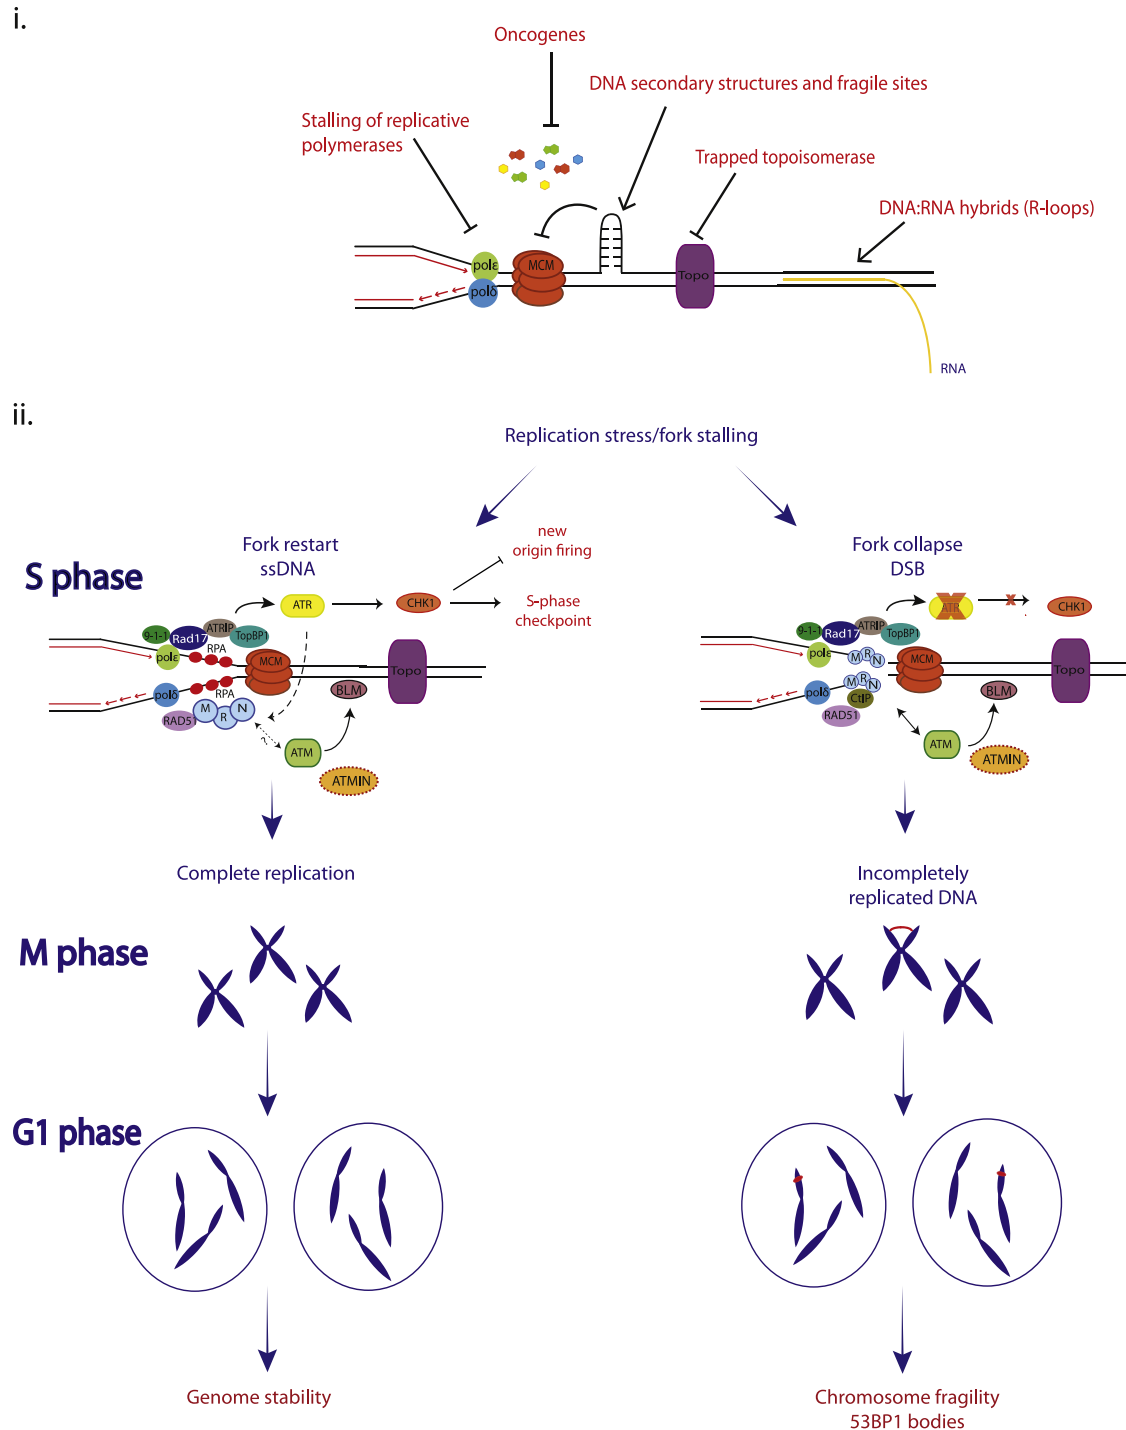 i.
Oncogenes
DNA secondary structures and fragile sites
Stalling of replicative
polymerases
Trapped topoisomerase
DNA:RNA hybrids (R-loops)
polε
MCM
Topo
polδ
RNA
ii.
Replication stress/fork stalling
S phase
Fork restart
ssDNA
new
origin firing
ATR
CHK1
S-phase
checkpoint
9-1-1
Rad17
ATRIP
TopBP1
RPA
polε
MCM
Topo
polδ
RPA
BLM
RAD51
M
R
N
?
ATM
ATMIN
Fork collapse
DSB
ATR
CHK1
9-1-1
Rad17
ATRIP
TopBP1
polε
M
R
N
MCM
Topo
polδ
M
R
N
CtIP
BLM
RAD51
ATM
ATMIN
Complete replication
Incompletely
replicated DNA
M phase
G1 phase
Genome stability
Chromosome fragility
53BP1 bodies